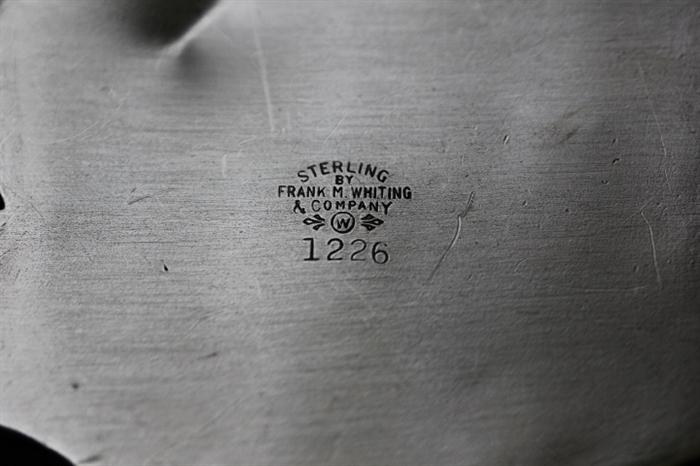 STERLING
BY
FRANK M. WHITING
& COMPANY
W
1226